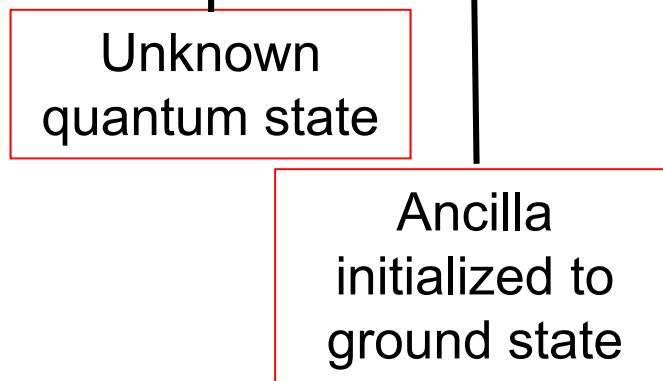 Unknown
quantum state
Ancilla
initialized to
ground state